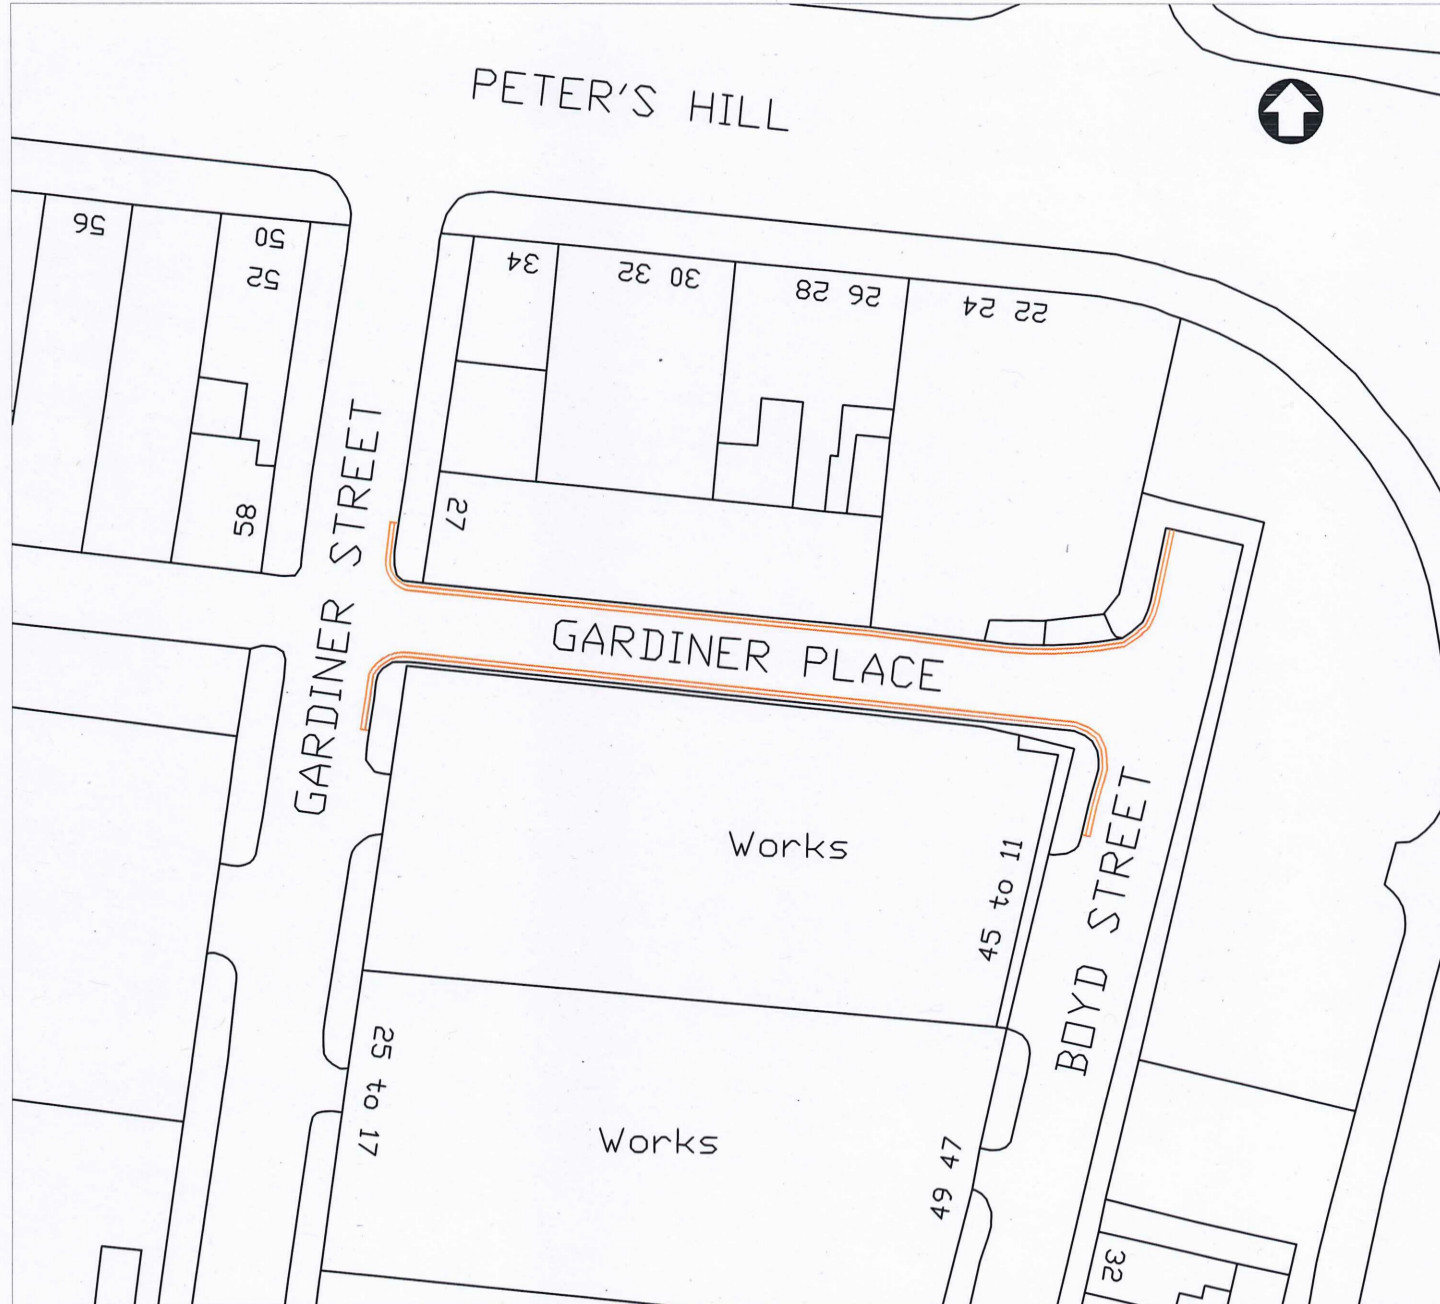 PETER'S HILL
56
50
52
34
30 32
26 28
22 24
58
27
GARDINER STREET
GARDINER PLACE
Works
45 to 11
BOYD STREET
25 to 17
Works
49 47
32